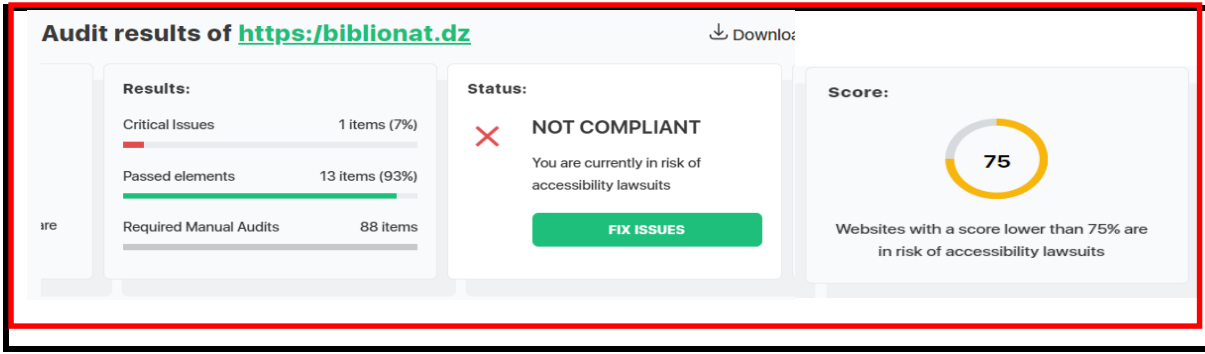 Audit results of https:/biblionat.dz
Downloa
Results:
Critical Issues 1 items (7%)
Passed elements 13 items (93%)
Required Manual Audits 88 items
are
Status:
NOT COMPLIANT
You are currently in risk of
accessibility lawsuits
FIX ISSUES
Score:
75
Websites with a score lower than 75% are
in risk of accessibility lawsuits